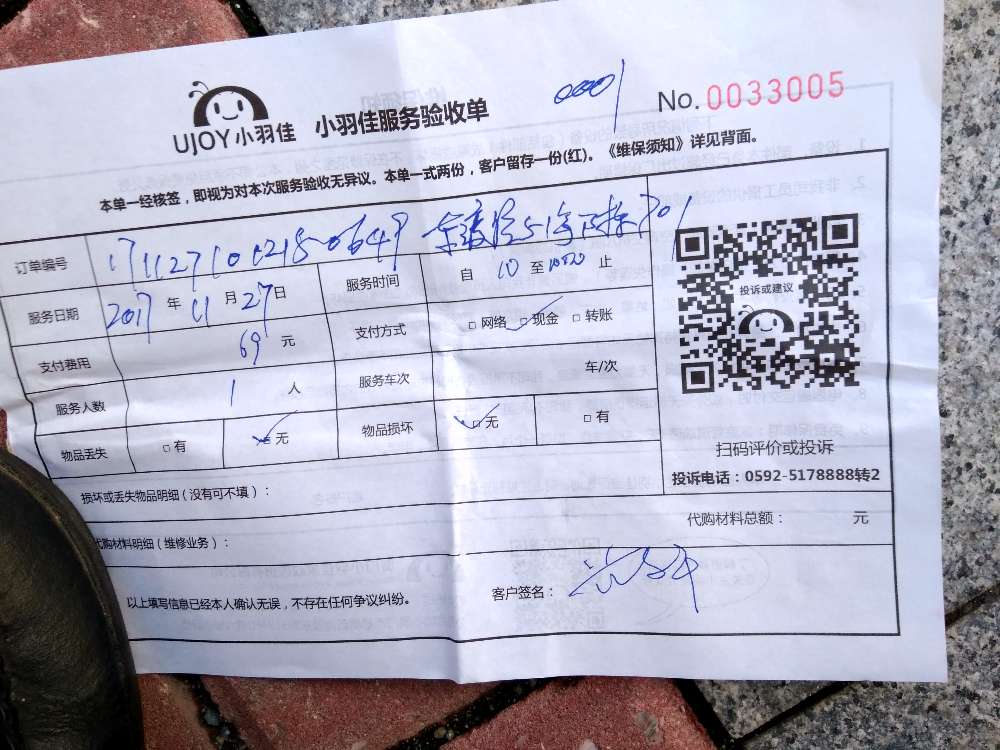 UJOY小羽佳 小羽佳服务验收单 0001 No. 0033005
本单一经核签，即视为对本次服务验收无异议。本单一式两份，客户留存一份(红)。《维保须知》详见背面。
订单编号 701
服务日期 2017年11月27日 服务时间 自 10 至 止
支付费用 69 元 支付方式 □网络 □现金 □转账
服务人数 1 人 服务车次 车/次
物品丢失 □有 □无 物品损坏 □无 □有
投诉或建议
扫码评价或投诉
投诉电话：0592-5178888转2
损坏或丢失物品明细（没有可不填）：
代购材料总额： 元
代购材料明细（维修业务）：
以上填写信息已经本人确认无误，不存在任何争议纠纷。 客户签名：